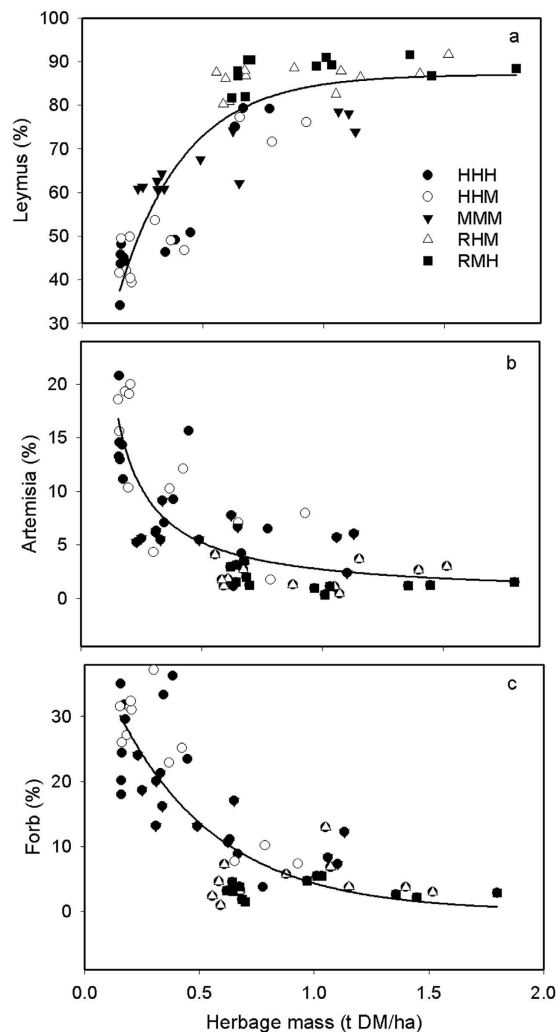 a
100
90
80
70
60
50
40
30
Leymus (%)
HHH
HHM
MMM
RHM
RMH
b
20
15
10
5
0
Artemisia (%)
c
30
20
10
0
Forb (%)
0.0 0.5 1.0 1.5 2.0
Herbage mass (t DM/ha)